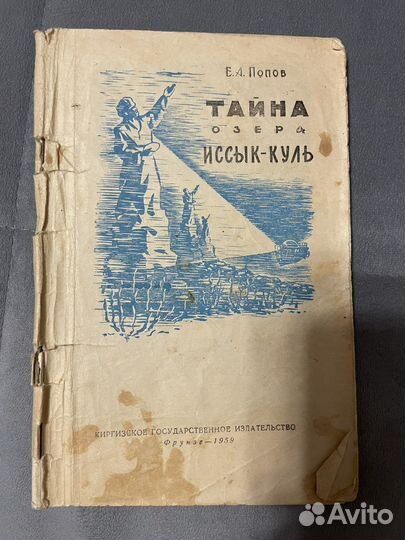 Е. А. Попов
ТАЙНА
ОЗЕРА
ИССЫК-КУЛЬ
КИРГИЗСКОЕ ГОСУДАРСТВЕННОЕ ИЗДАТЕЛЬСТВО
Фрунзе — 1959
Avito